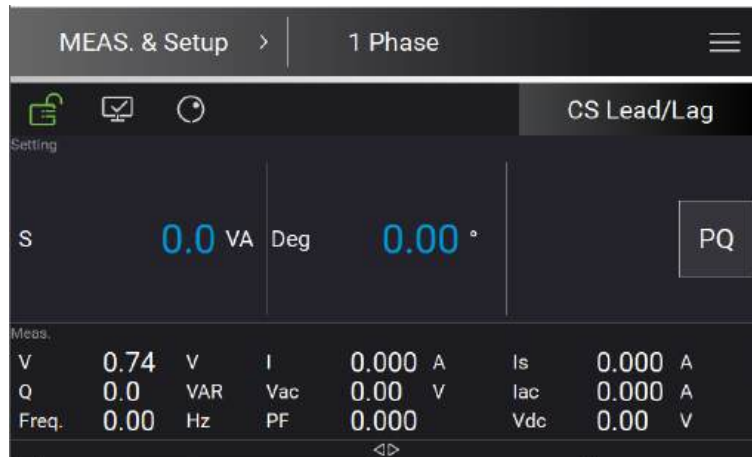 MEAS. & Setup > 1 Phase
CS Lead/Lag
Setting
S 0.0 VA Deg 0.00 ° PQ
Meas.
V 0.74 V I 0.000 A Is 0.000 A
Q 0.0 VAR Vac 0.00 V Iac 0.000 A
Freq. 0.00 Hz PF 0.000 Vdc 0.00 V